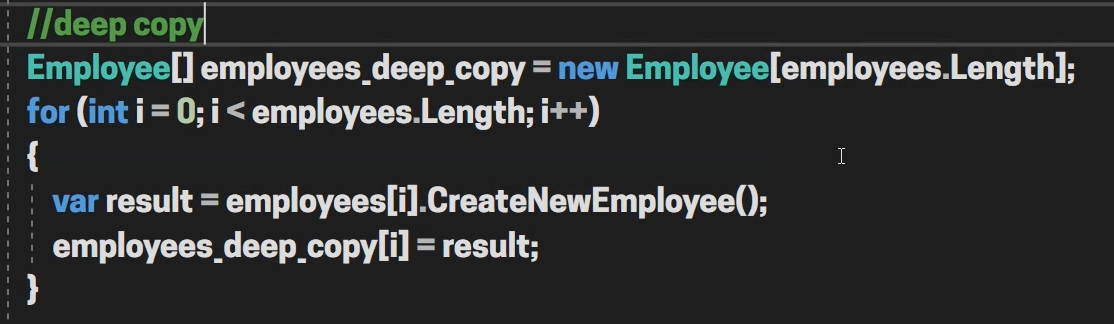 //deep copy
Employee[] employees_deep_copy = new Employee[employees.Length];
for (int i = 0; i < employees.Length; i++)
{
var result = employees[i].CreateNewEmployee();
employees_deep_copy[i] = result;
}